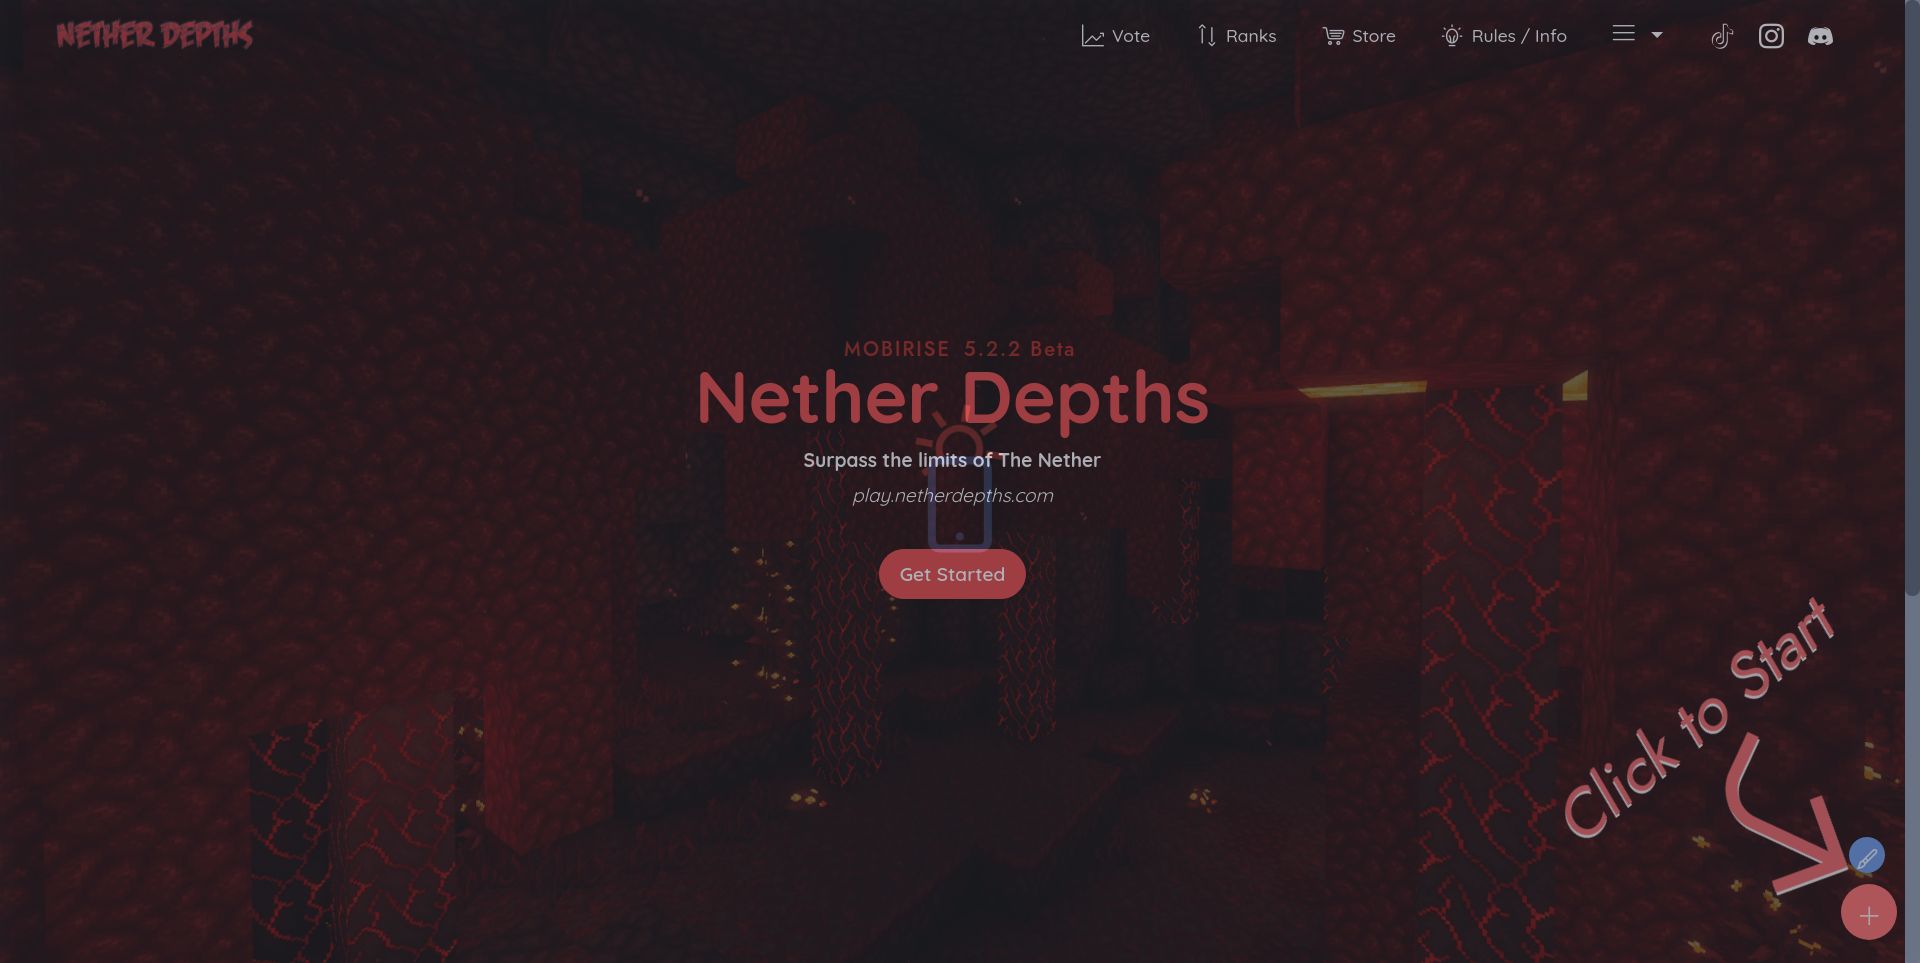 NETHER DEPTHS
Vote
Ranks
Store
Rules / Info
MOBIRISE 5.2.2 Beta
Nether Depths
Surpass the limits of The Nether
play.netherdepths.com
Get Started
Click to Start